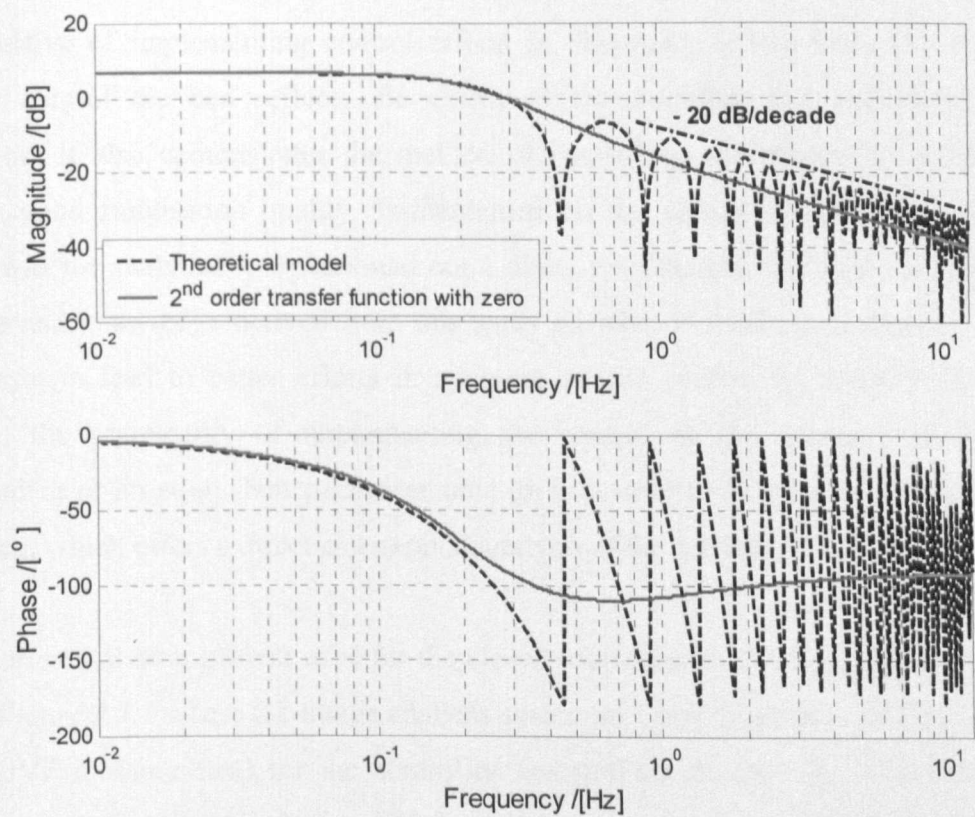 20
0
-20
-40
-60
Magnitude /[dB]
- 20 dB/decade
Theoretical model
2nd order transfer function with zero
10-2
10-1
100
101
Frequency /[Hz]
0
-50
-100
-150
-200
Phase /[°
10-2
10-1
100
101
Frequency /[Hz]